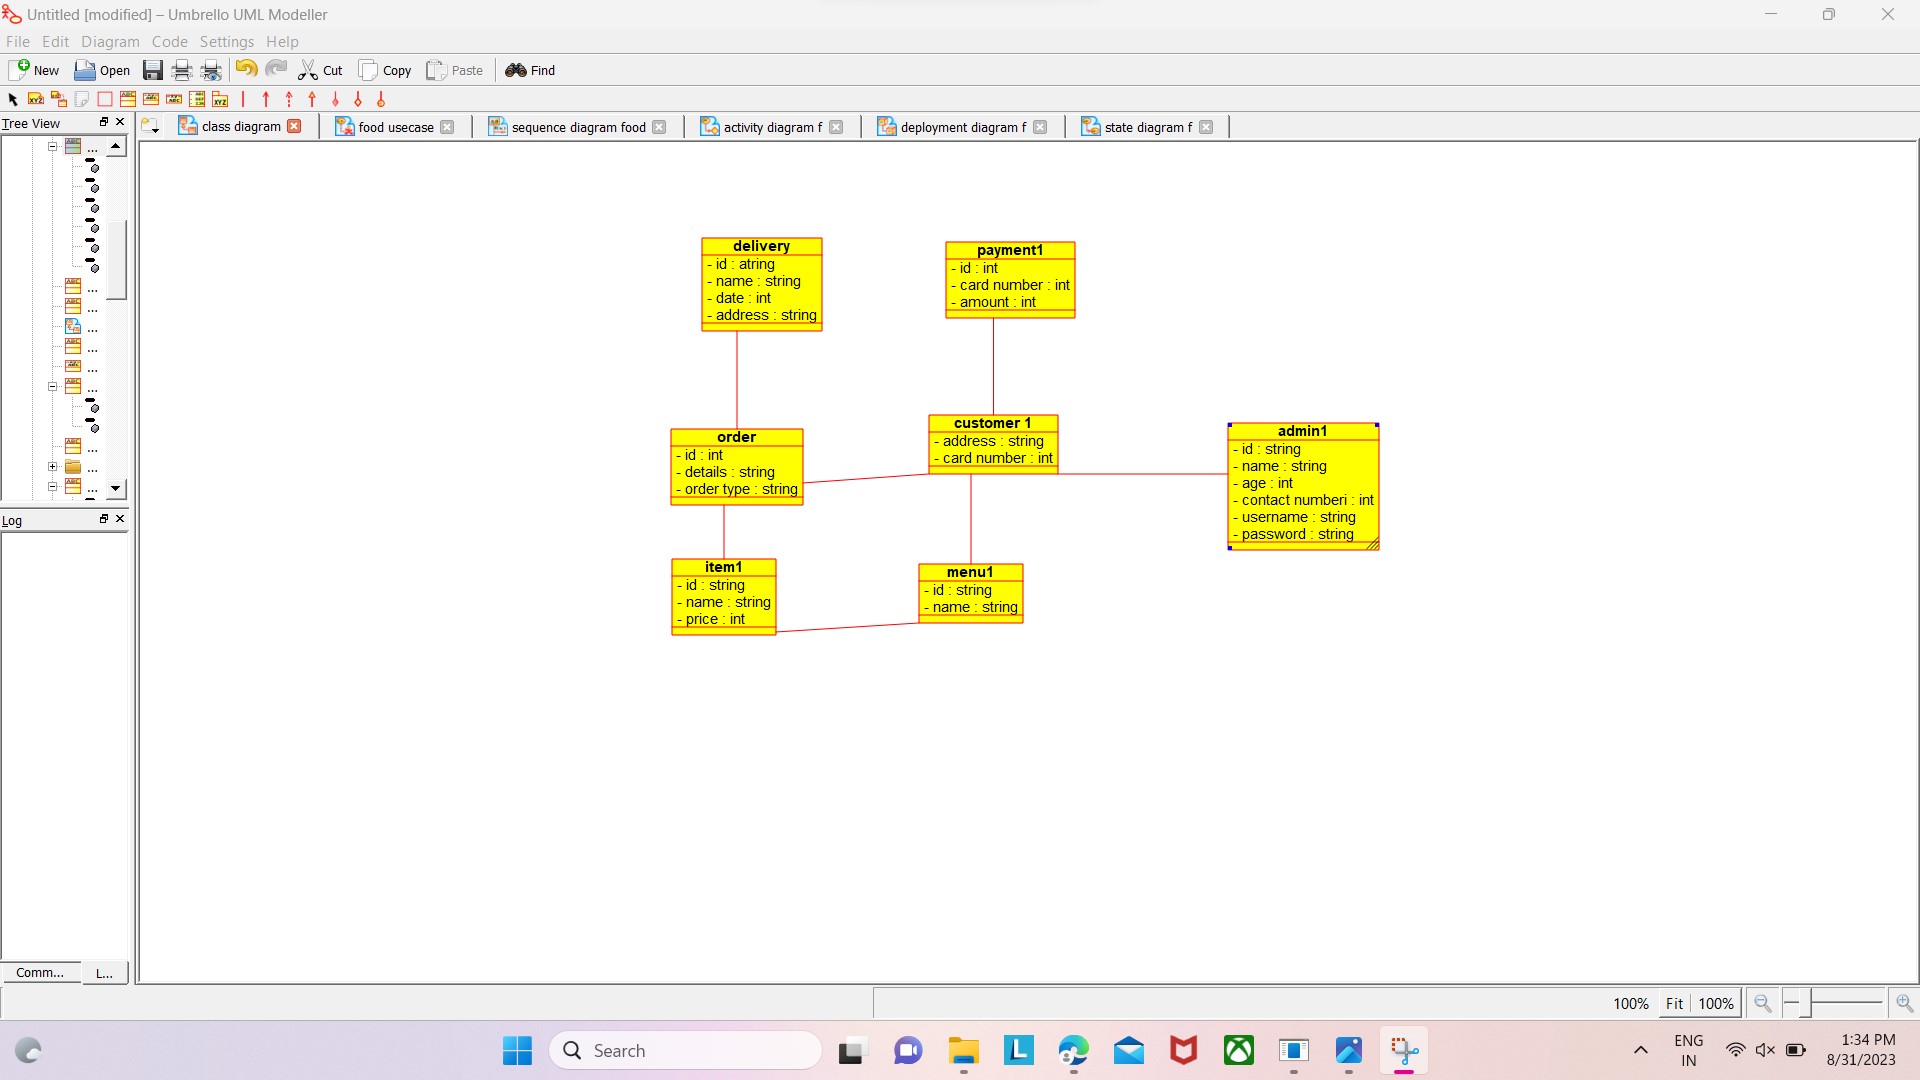 Untitled [modified] – Umbrello UML Modeller
File Edit Diagram Code Settings Help
New Open Cut Copy Paste Find
Tree View
class diagram food usecase sequence diagram food activity diagram f deployment diagram f state diagram f
...
...
...
...
...
...
...
...
...
...
Log
delivery
- id : atring
- name : string
- date : int
- address : string
payment1
- id : int
- card number : int
- amount : int
order
- id : int
- details : string
- order type : string
customer 1
- address : string
- card number : int
admin1
- id : string
- name : string
- age : int
- contact numberi : int
- username : string
- password : string
item1
- id : string
- name : string
- price : int
menu1
- id : string
- name : string
Comm... L...
100% Fit 100%
Search
ENG
IN
1:34 PM
8/31/2023